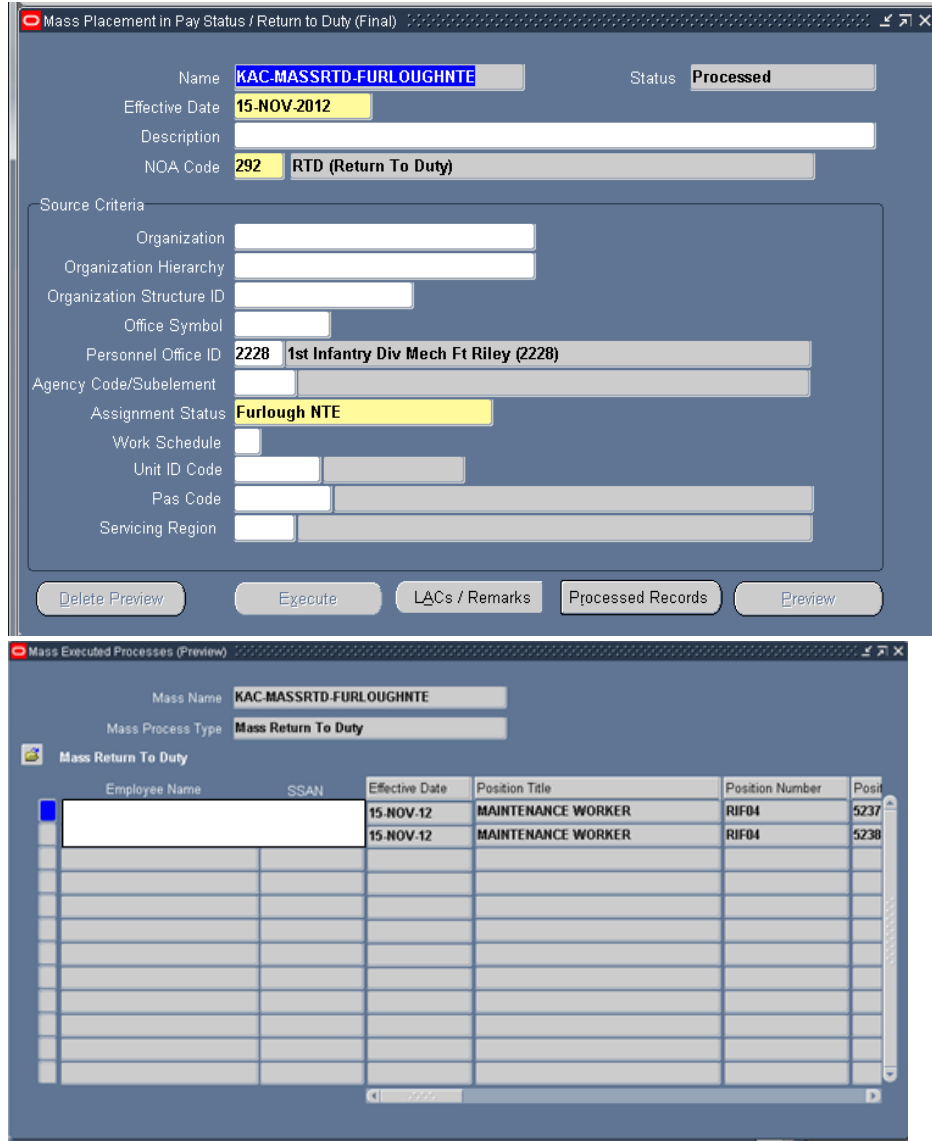 Mass Placement in Pay Status / Return to Duty (Final)
Name KAC-MASSRTD-FURLOUGHNTE Status Processed
Effective Date 15-NOV-2012
Description
NOA Code 292 RTD (Return To Duty)
Source Criteria
Organization
Organization Hierarchy
Organization Structure ID
Office Symbol
Personnel Office ID 2228 1st Infantry Div Mech Ft Riley (2228)
Agency Code/Subelement
Assignment Status Furlough NTE
Work Schedule
Unit ID Code
Pas Code
Servicing Region
Delete Preview Execute LACs / Remarks Processed Records Preview
Mass Executed Processes (Preview)
Mass Name KAC-MASSRTD-FURLOUGHNTE
Mass Process Type Mass Return To Duty
Mass Return To Duty
Employee Name SSAN Effective Date Position Title Position Number Posit
15-NOV-12 MAINTENANCE WORKER RIF04 5237
15-NOV-12 MAINTENANCE WORKER RIF04 5238